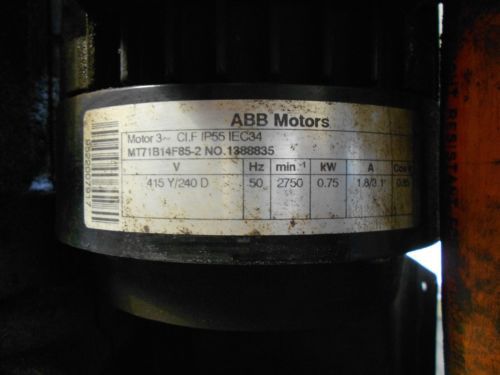 ABB Motors
Motor 3~ Cl.F IP55 IEC34
MT71B14F85-2 NO.1388835
V Hz min⁻¹ kW A Cos
415 Y/240 D 50 2750 0.75 1.8/3.1